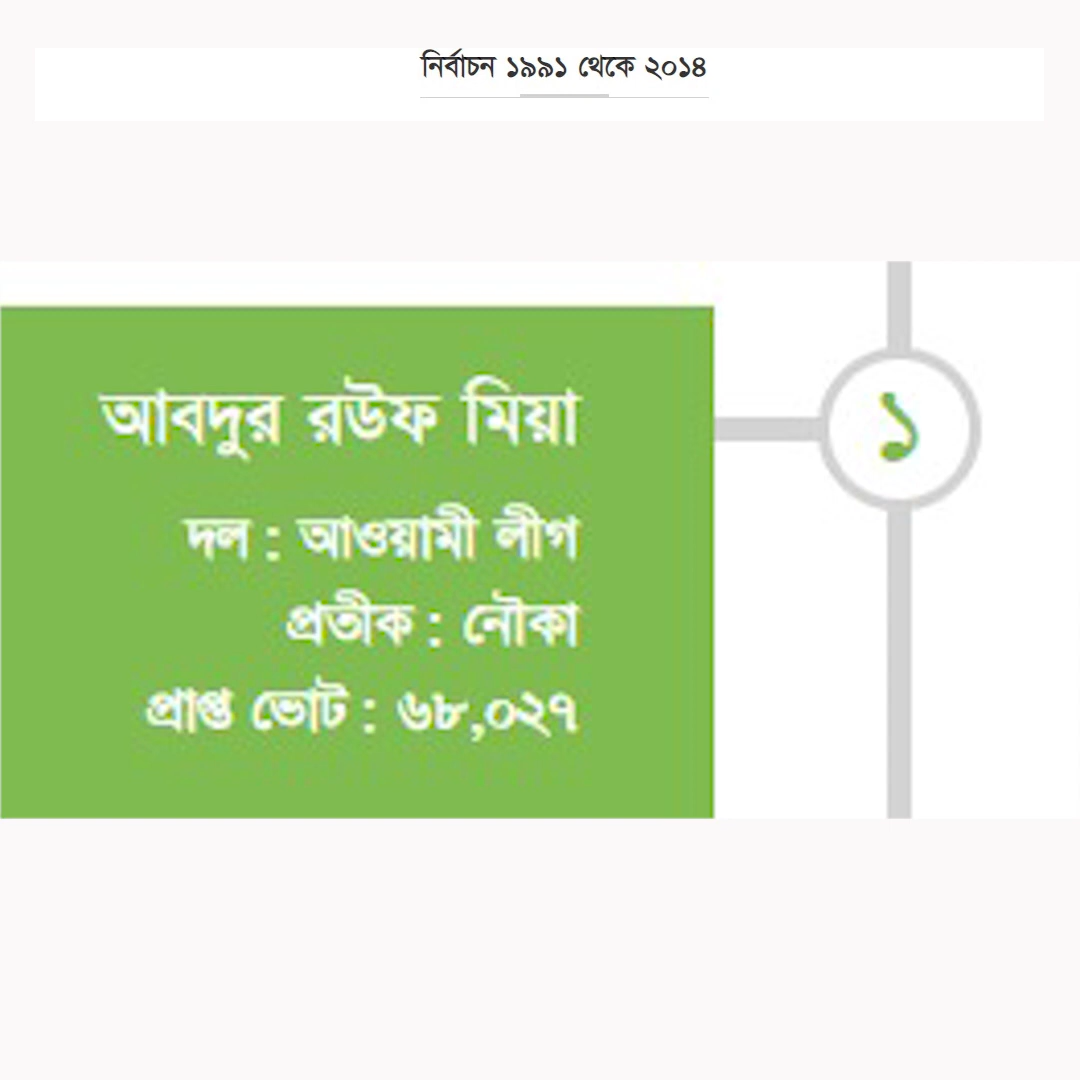 নির্বাচন ১৯৯১ থেকে ২০১৪
আবদুর রউফ মিয়া
১
দল : আওয়ামী লীগ
প্রতীক : নৌকা
প্রাপ্ত ভোট : ৬৮,০২৭